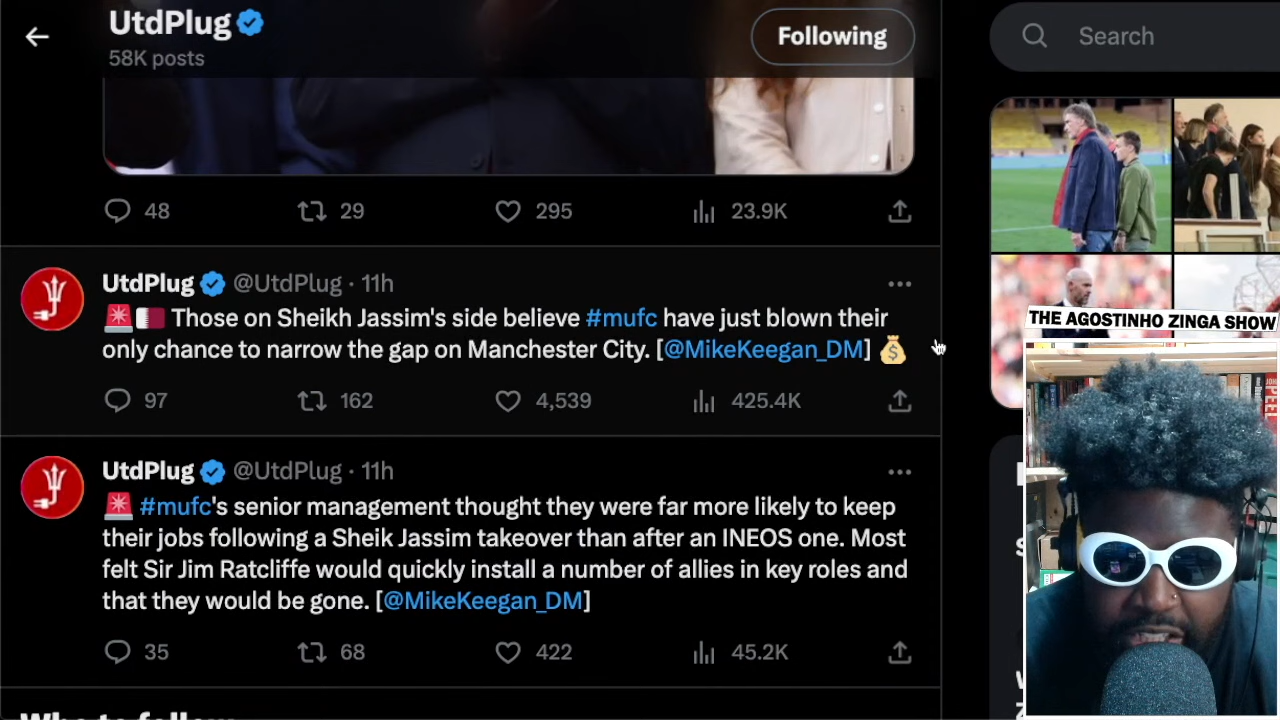 UtdPlug
58K posts
Following
Search
48 29 295 23.9K
UtdPlug @UtdPlug · 11h
🚨🇶🇦 Those on Sheikh Jassim's side believe #mufc have just blown their
only chance to narrow the gap on Manchester City. [@MikeKeegan_DM] 💰
97 162 4,539 425.4K
THE AGOSTINHO ZINGA SHOW
UtdPlug @UtdPlug · 11h
🚨 #mufc's senior management thought they were far more likely to keep
their jobs following a Sheik Jassim takeover than after an INEOS one. Most
felt Sir Jim Ratcliffe would quickly install a number of allies in key roles and
that they would be gone. [@MikeKeegan_DM]
35 68 422 45.2K
Who to follow